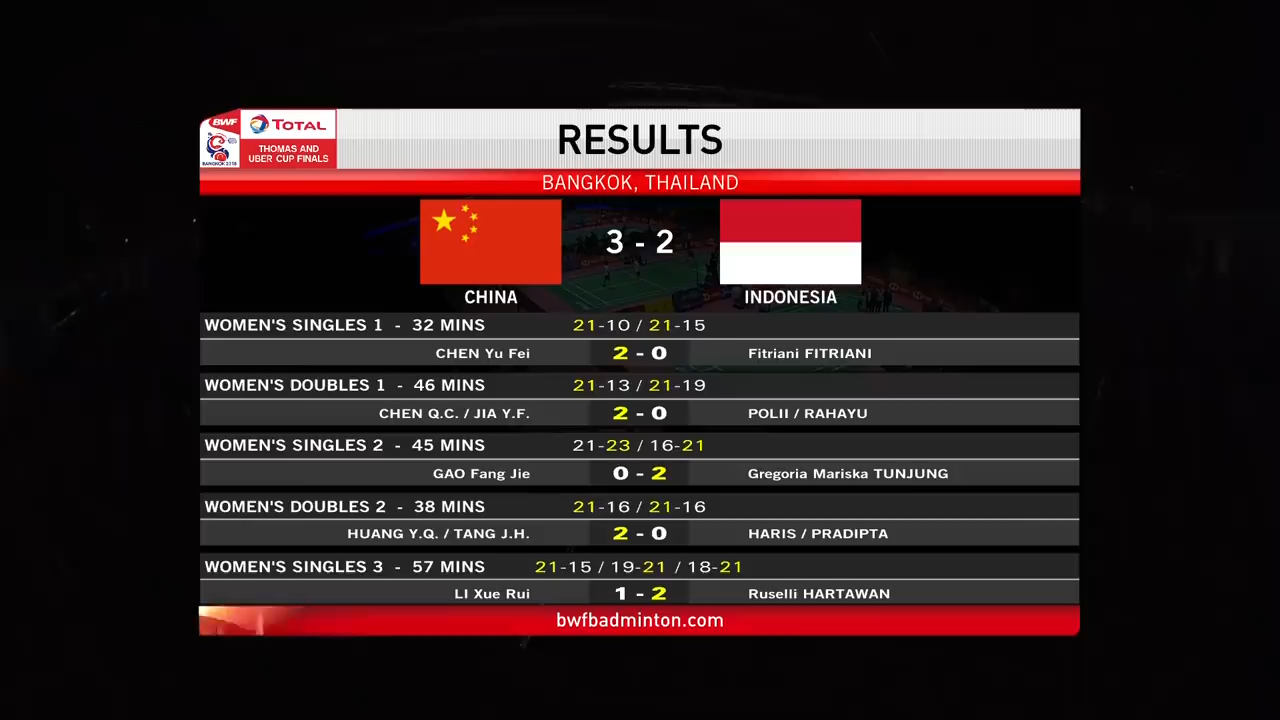 BWF
TOTAL
BANGKOK 2018
THOMAS AND
UBER CUP FINALS
RESULTS
BANGKOK, THAILAND
3 - 2
CHINA INDONESIA
WOMEN'S SINGLES 1 - 32 MINS 21-10 / 21-15
CHEN Yu Fei 2 - 0 Fitriani FITRIANI
WOMEN'S DOUBLES 1 - 46 MINS 21-13 / 21-19
CHEN Q.C. / JIA Y.F. 2 - 0 POLII / RAHAYU
WOMEN'S SINGLES 2 - 45 MINS 21-23 / 16-21
GAO Fang Jie 0 - 2 Gregoria Mariska TUNJUNG
WOMEN'S DOUBLES 2 - 38 MINS 21-16 / 21-16
HUANG Y.Q. / TANG J.H. 2 - 0 HARIS / PRADIPTA
WOMEN'S SINGLES 3 - 57 MINS 21-15 / 19-21 / 18-21
LI Xue Rui 1 - 2 Ruselli HARTAWAN
bwfbadminton.com